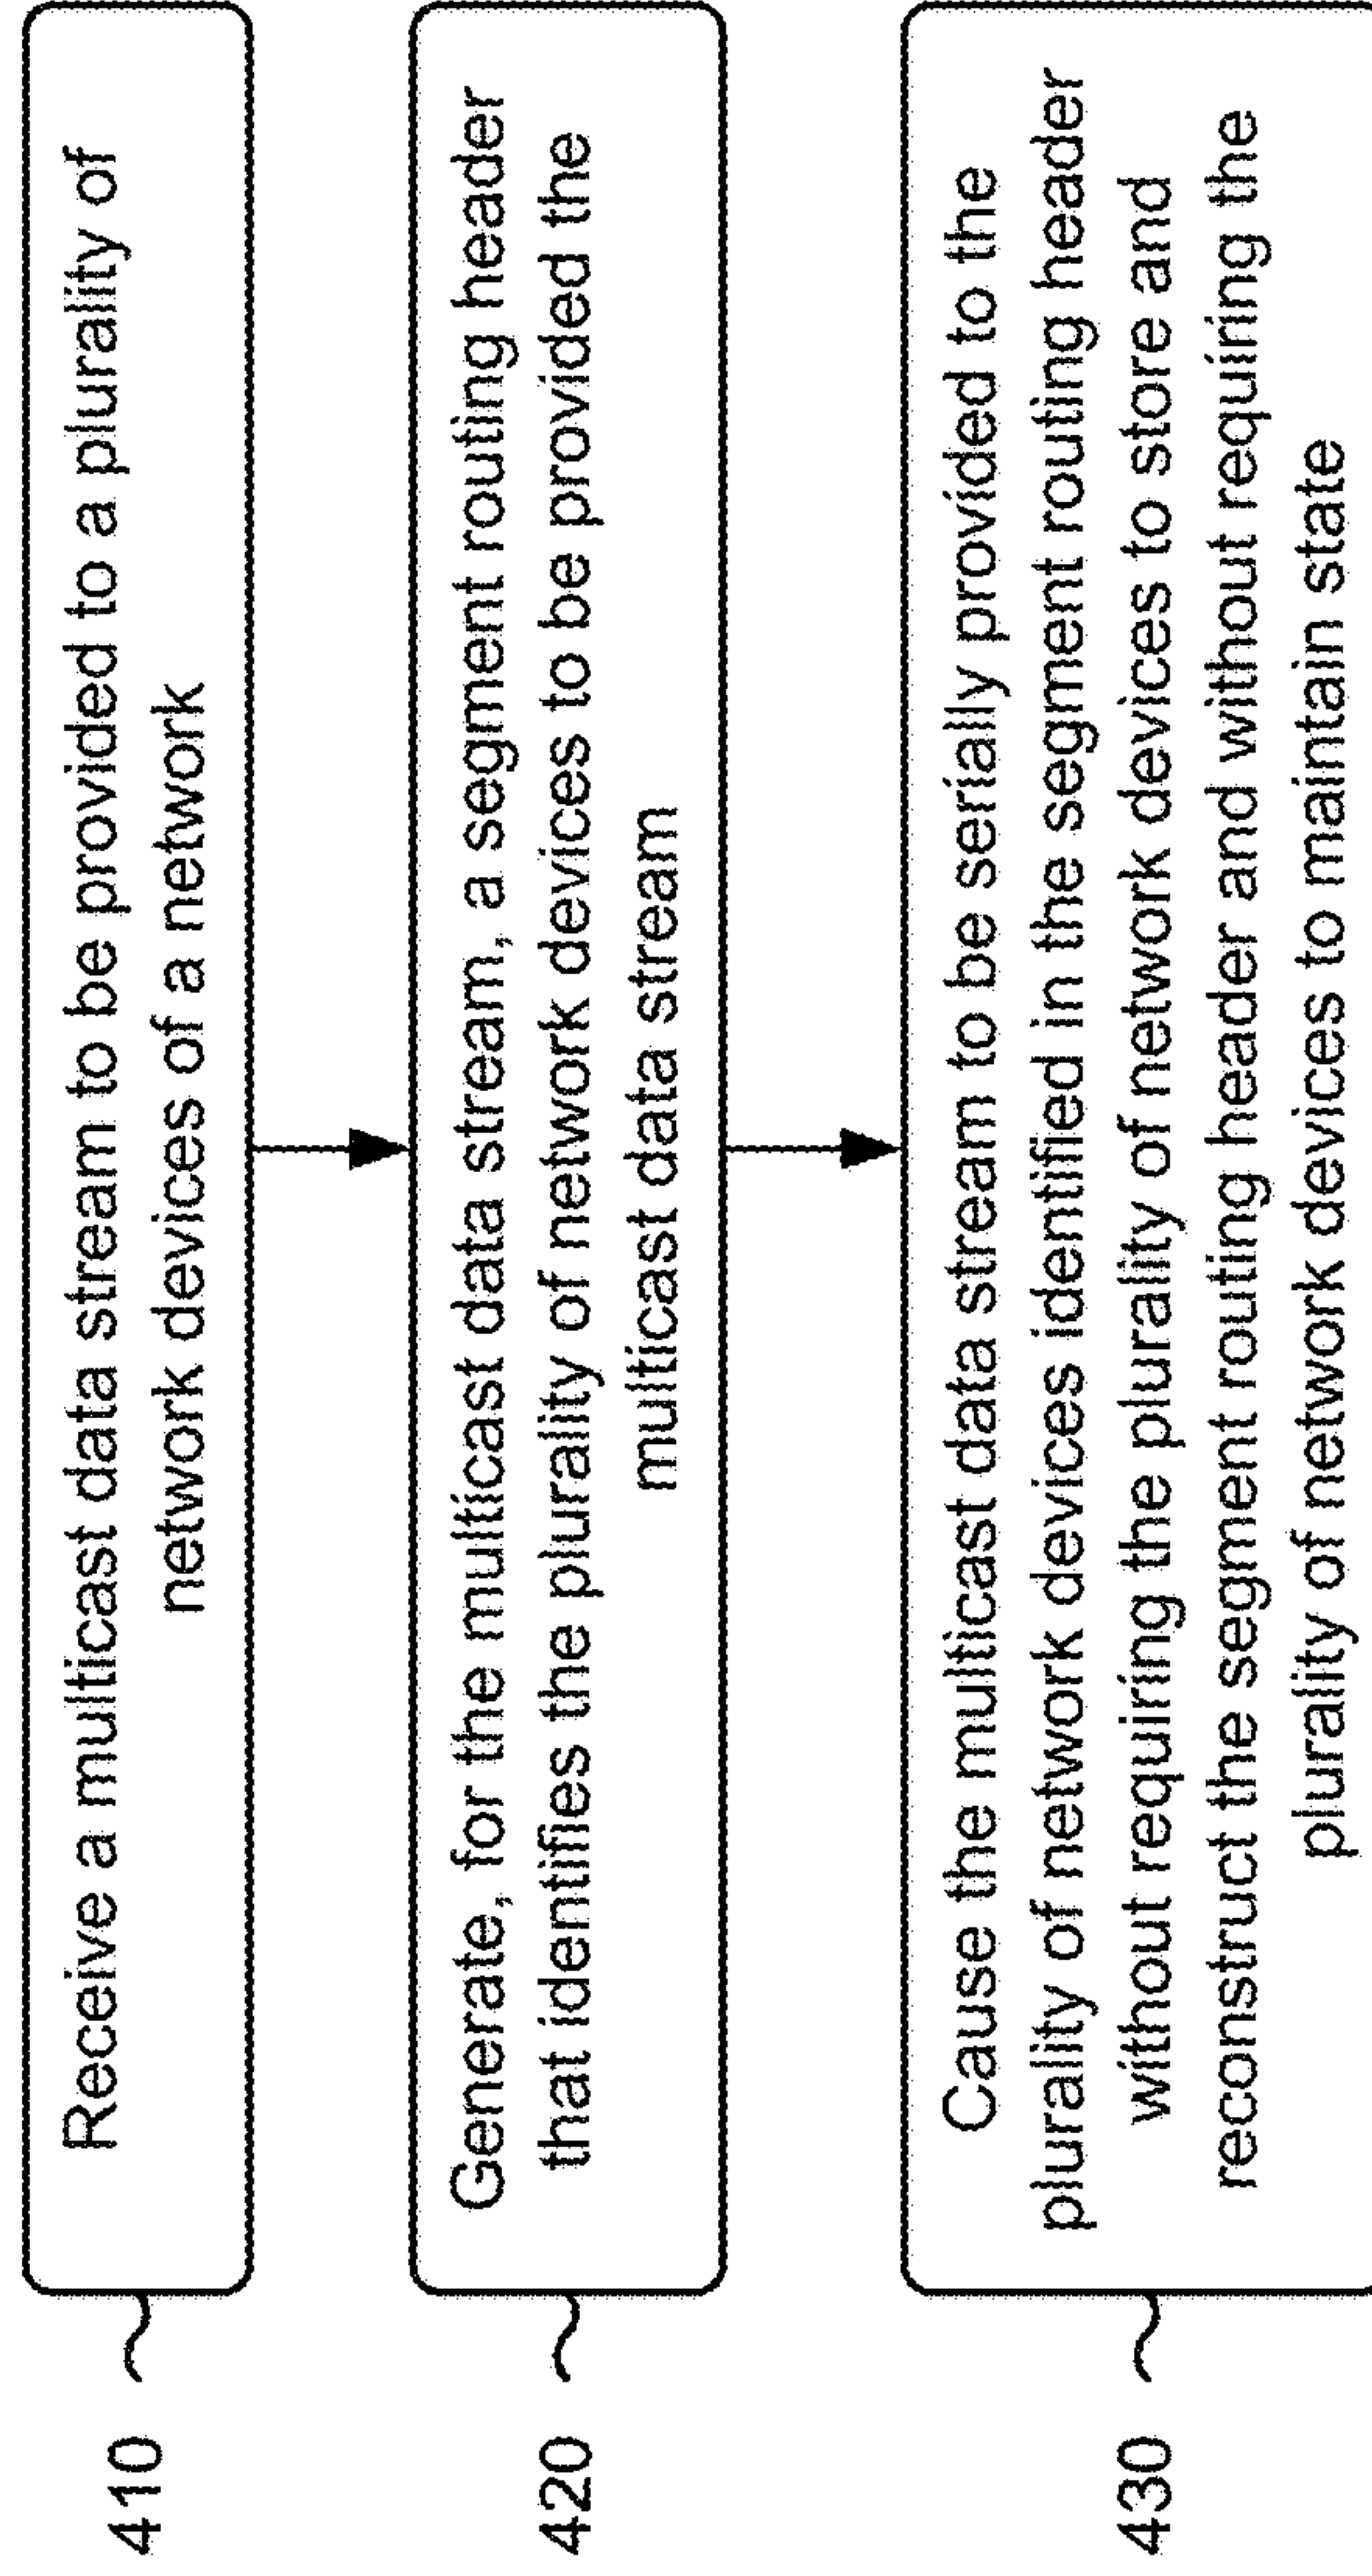 410
Receive a multicast data stream to be provided to a plurality of
network devices of a network
420
Generate, for the multicast data stream, a segment routing header
that identifies the plurality of network devices to be provided the
multicast data stream
430
Cause the multicast data stream to be serially provided to the
plurality of network devices identified in the segment routing header
without requiring the plurality of network devices to store and
reconstruct the segment routing header and without requiring the
plurality of network devices to maintain state